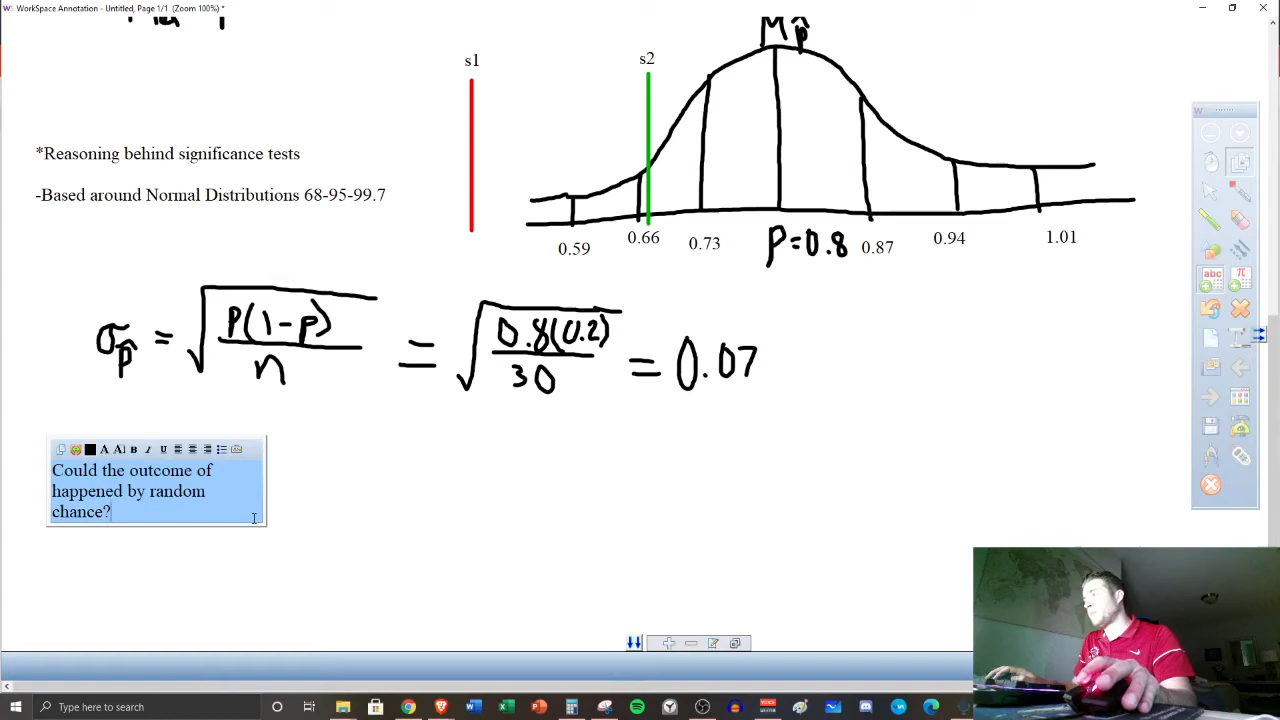 WorkSpace Annotation - Untitled, Page 1/1 (Zoom 100%) *
M p̂
s1
s2
*Reasoning behind significance tests
-Based around Normal Distributions 68-95-99.7
0.59
0.66
0.73
P=0.8
0.87
0.94
1.01
σp̂ = √(P(1-p)/n) = √(0.8(0.2)/30) = 0.07
Could the outcome of
happened by random
chance?
abc
π
Type here to search